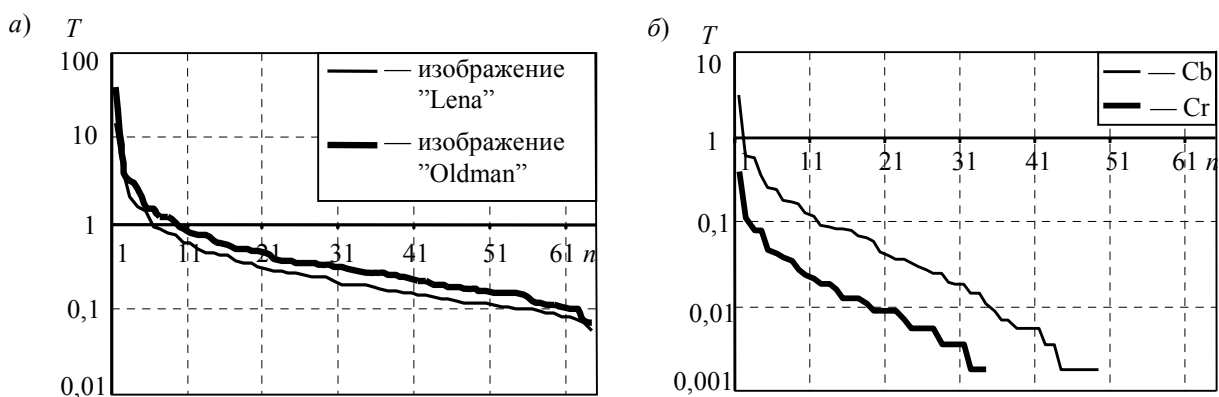 а) T
100
10
1
0,1
0,01
1 11 21 31 41 51 61 n
— изображение
”Lena”
— изображение
”Oldman”
б) T
10
1
0,1
0,01
0,001
1 11 21 31 41 51 61 n
— Cb
— Cr